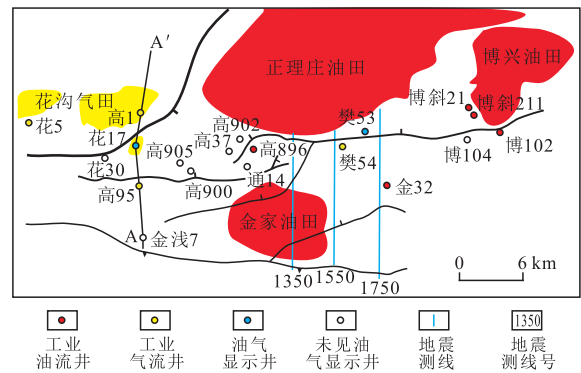 A′
正理庄油田
博兴油田
花沟气田
高1
花5
花17
高902
樊53
博斜21
博斜211
高905
高37
高896
樊54
博104
博102
花30
通14
高95
高900
金32
金家油田
A
金浅7
0 6 km
1350 1550 1750
工业
油流井
工业
气流井
油气
显示井
未见油
气显示井
地震
测线
1350
地震
测线号